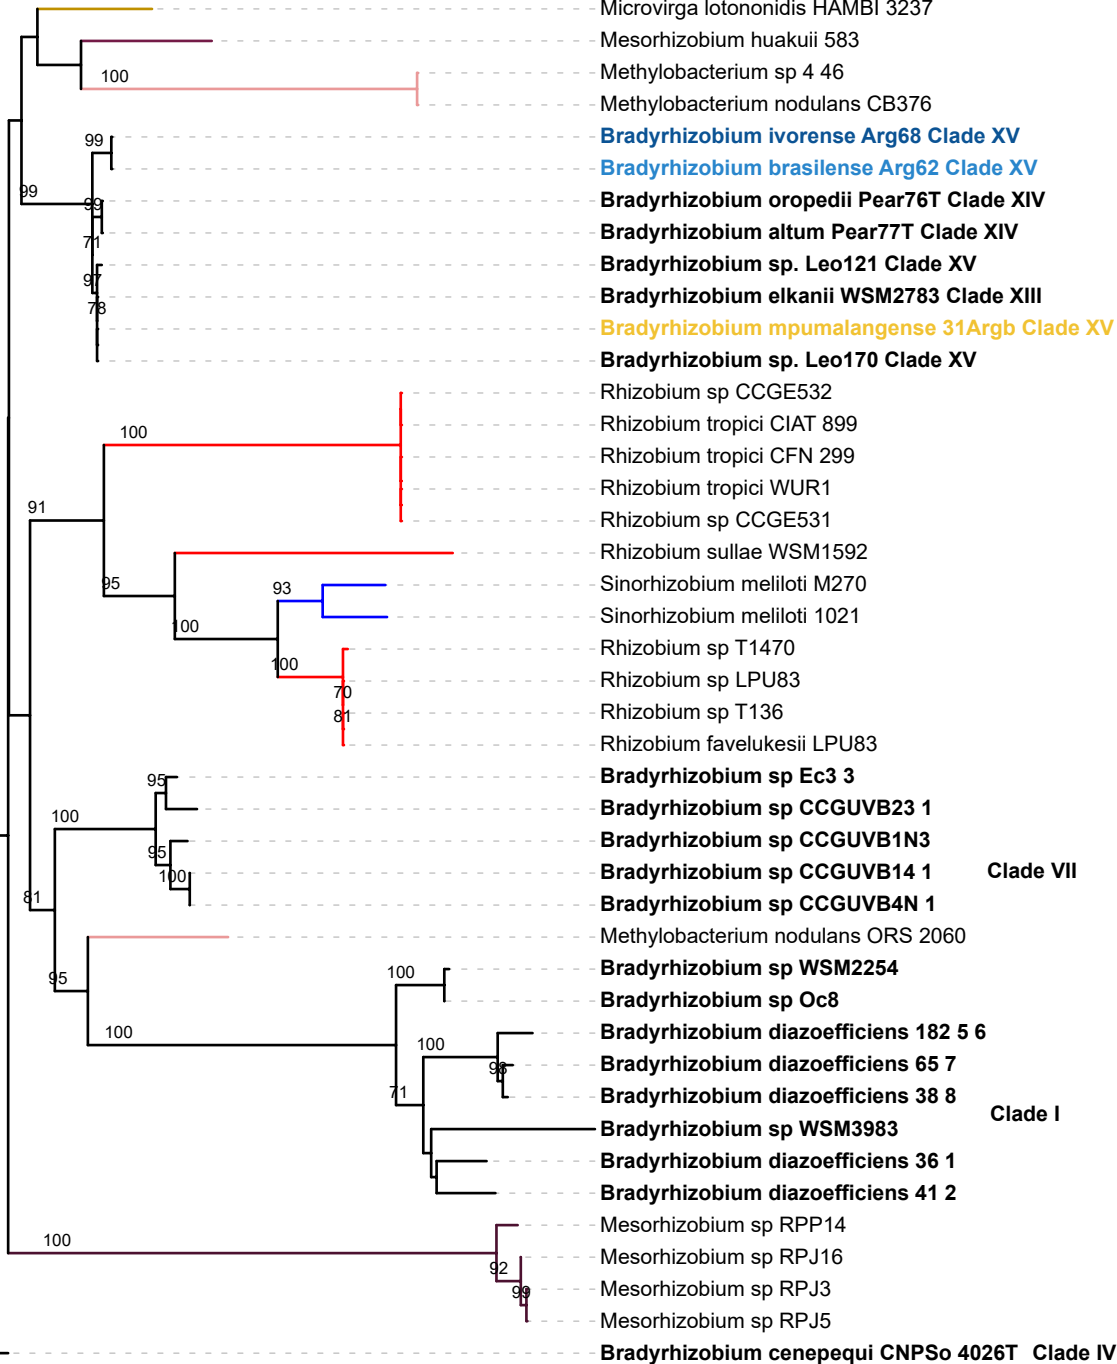 Microvirga lotononidis HAMBI 3237
Mesorhizobium huakuii 583
100
Methylobacterium sp 4 46
Methylobacterium nodulans CB376
99
Bradyrhizobium ivorense Arg68 Clade XV
Bradyrhizobium brasilense Arg62 Clade XV
99
99
Bradyrhizobium oropedii Pear76T Clade XIV
71
Bradyrhizobium altum Pear77T Clade XIV
Bradyrhizobium sp. Leo121 Clade XV
97
Bradyrhizobium elkanii WSM2783 Clade XIII
78
Bradyrhizobium mpumalangense 31Argb Clade XV
Bradyrhizobium sp. Leo170 Clade XV
Rhizobium sp CCGE532
100
Rhizobium tropici CIAT 899
Rhizobium tropici CFN 299
Rhizobium tropici WUR1
91
Rhizobium sp CCGE531
Rhizobium sullae WSM1592
95
93
Sinorhizobium meliloti M270
100
Sinorhizobium meliloti 1021
Rhizobium sp T1470
100
Rhizobium sp LPU83
70
81
Rhizobium sp T136
Rhizobium favelukesii LPU83
95
Bradyrhizobium sp Ec3 3
100
Bradyrhizobium sp CCGUVB23 1
95
Bradyrhizobium sp CCGUVB1N3
100
Bradyrhizobium sp CCGUVB14 1
Clade VII
81
Bradyrhizobium sp CCGUVB4N 1
Methylobacterium nodulans ORS 2060
95
100
Bradyrhizobium sp WSM2254
Bradyrhizobium sp Oc8
100
100
Bradyrhizobium diazoefficiens 182 5 6
98
Bradyrhizobium diazoefficiens 65 7
71
Bradyrhizobium diazoefficiens 38 8
Clade I
Bradyrhizobium sp WSM3983
Bradyrhizobium diazoefficiens 36 1
Bradyrhizobium diazoefficiens 41 2
100
Mesorhizobium sp RPP14
92
Mesorhizobium sp RPJ16
99
Mesorhizobium sp RPJ3
Mesorhizobium sp RPJ5
Bradyrhizobium cenepequi CNPSo 4026T Clade IV